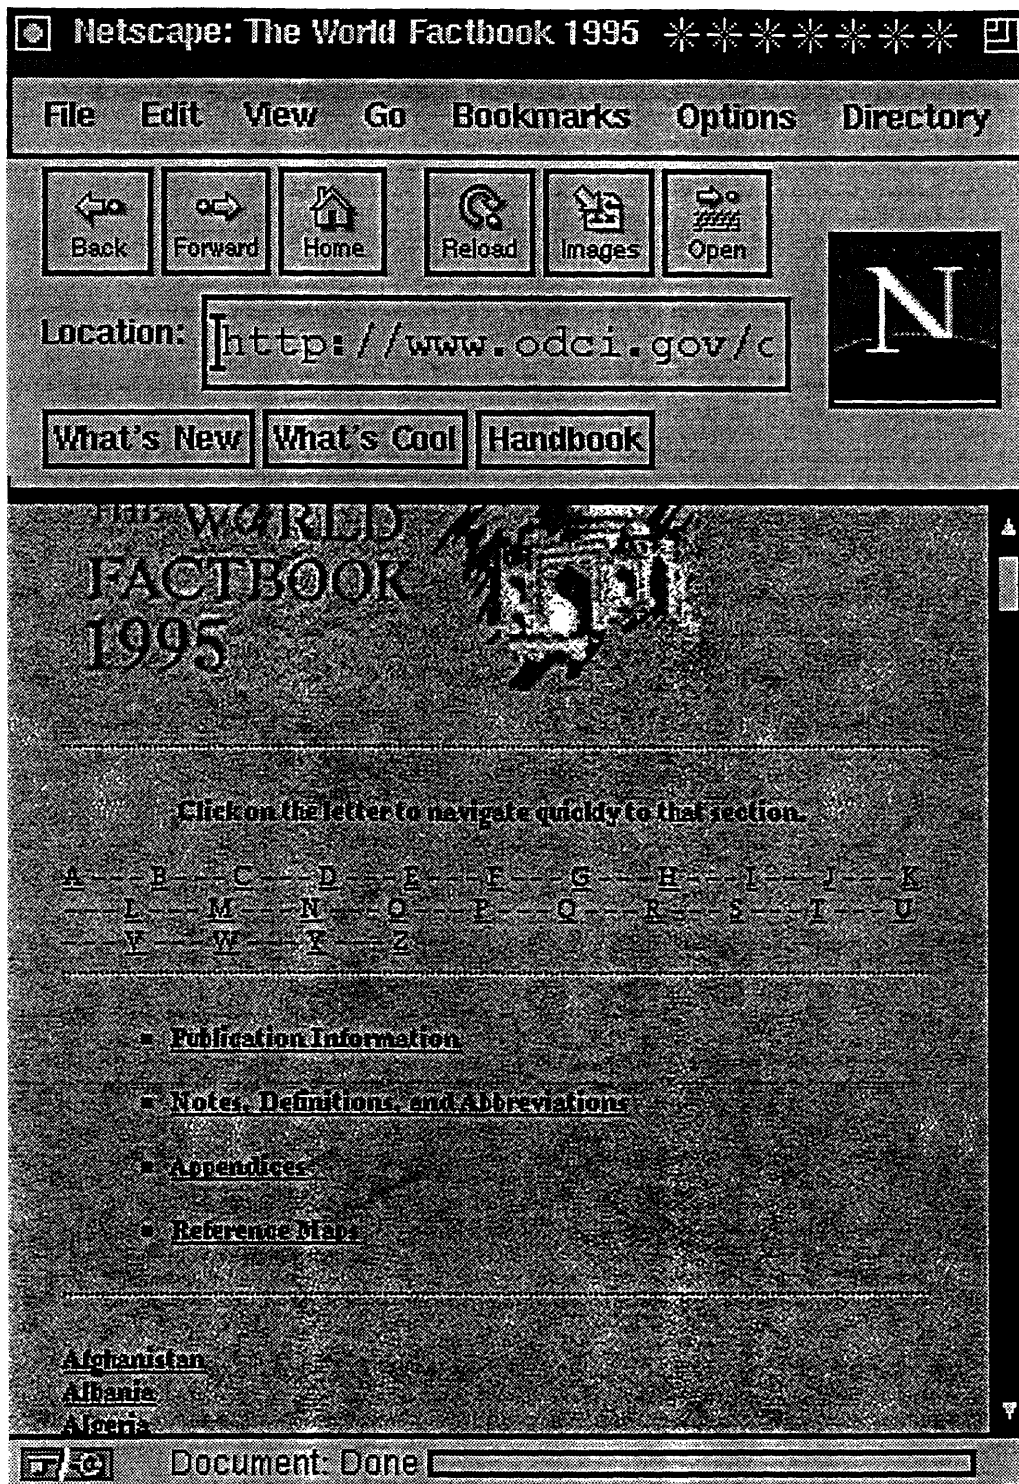 Netscape: The World Factbook 1995
File Edit View Go Bookmarks Options Directory
Back Forward Home Reload Images Open
N
Location: http://www.odci.gov/c
What's New What's Cool Handbook
THE WORLD
FACTBOOK
1995
Click on the letter to navigate quickly to that section.
A----B----C----D----E----F----G----H----I----J----K
----L----M----N----O----P----Q----R----S----T----U
----V----W----Y----Z
Publication Information
Notes, Definitions, and Abbreviations
Appendices
Reference Maps
Afghanistan
Albania
Algeria
Document: Done